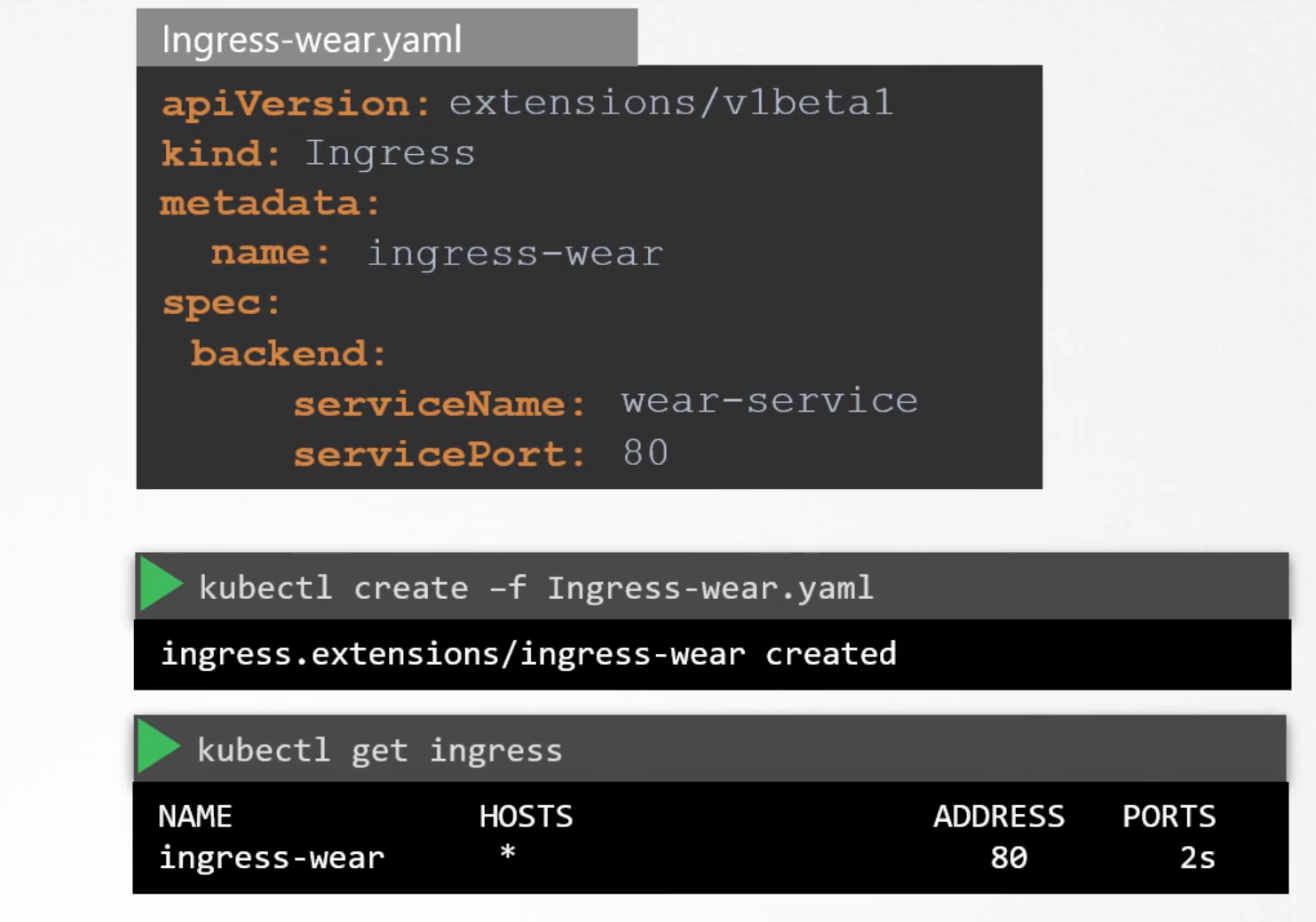 Ingress-wear.yaml
apiVersion: extensions/v1beta1
kind: Ingress
metadata:
  name: ingress-wear
spec:
 backend:
     serviceName: wear-service
     servicePort: 80
kubectl create –f Ingress-wear.yaml
ingress.extensions/ingress-wear created
kubectl get ingress
NAME HOSTS ADDRESS PORTS
ingress-wear * 80 2s